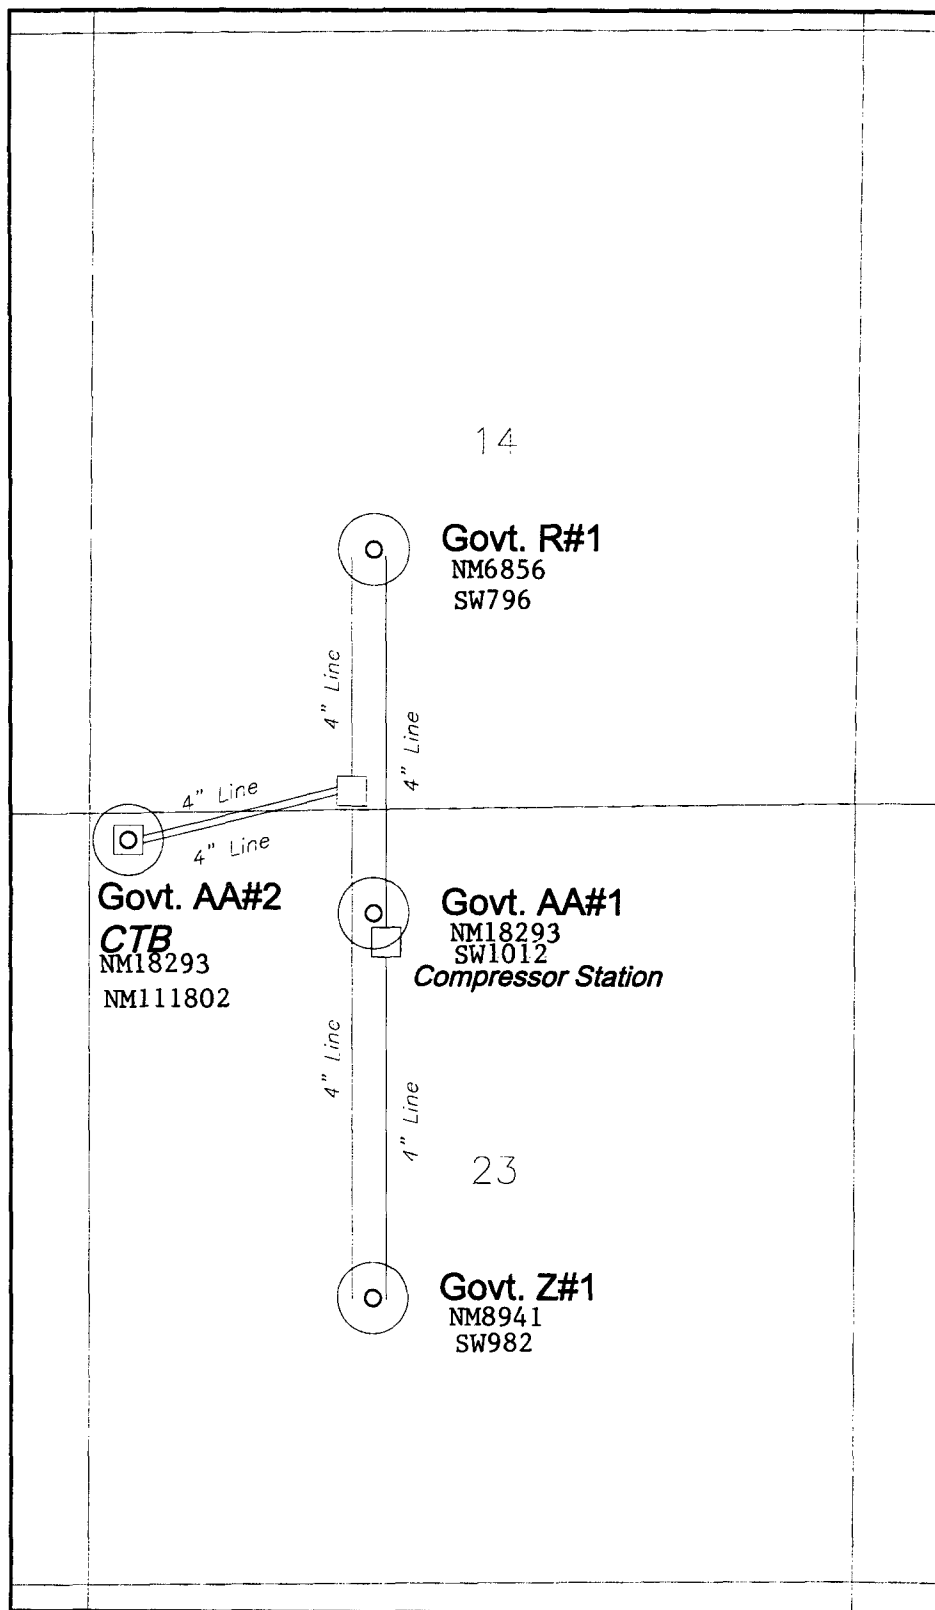 14
Govt. R#1
NM6856
SW796
4" Line
4" Line
4" Line
4" Line
Govt. AA#2
CTB
NM18293
NM111802
Govt. AA#1
NM18293
SW1012
Compressor Station
4" Line
4" Line
23
Govt. Z#1
NM8941
SW982